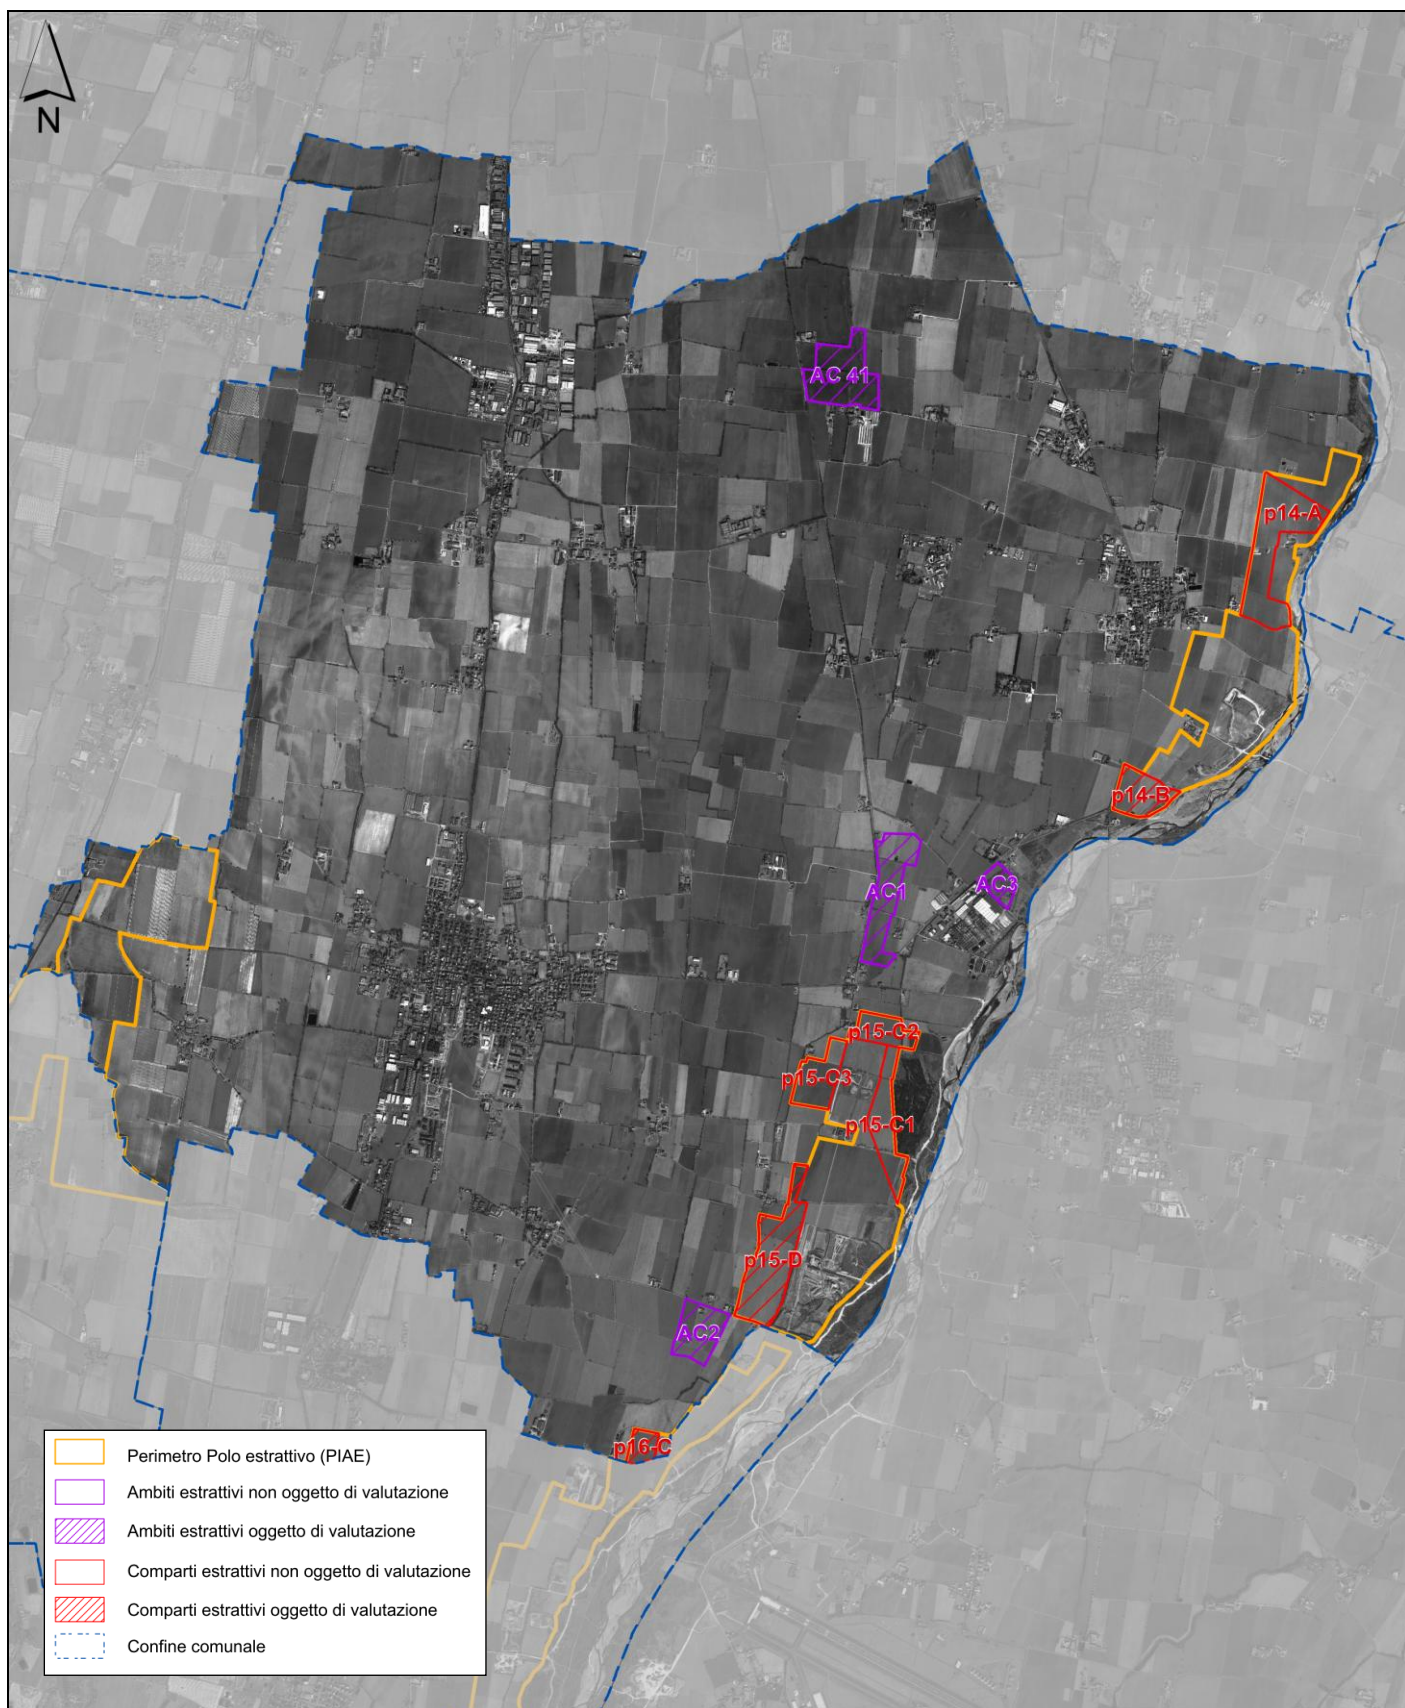 N
AC 41
p14-A
p14-B
AC1
AC3
p15-C2
p15-C3
p15-C1
p15-D
AC2
p16-C
Perimetro Polo estrattivo (PIAE)
Ambiti estrattivi non oggetto di valutazione
Ambiti estrattivi oggetto di valutazione
Comparti estrattivi non oggetto di valutazione
Comparti estrattivi oggetto di valutazione
Confine comunale